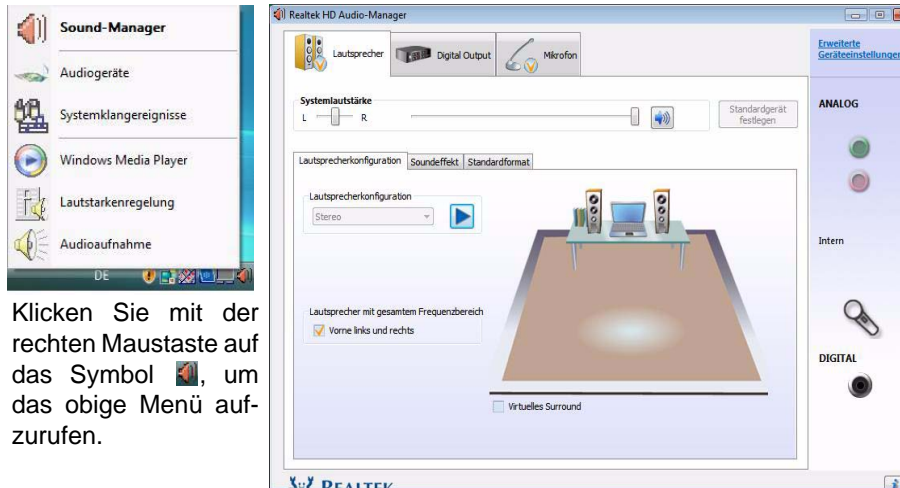 Sound-Manager
Audiogeräte
Systemklangereignisse
Windows Media Player
Lautstarkenregelung
Audioaufnahme
DE
Klicken Sie mit der
rechten Maustaste auf
das Symbol , um
das obige Menü auf-
zurufen.
Realtek HD Audio-Manager
Lautsprecher
Digital Output
Mikrofon
Erweiterte
Geräteeinstellungen
Systemlautstärke
L R
Standardgerät
festlegen
ANALOG
Lautsprecherkonfiguration Soundeffekt Standardformat
Lautsprecherkonfiguration
Stereo
Intern
Lautsprecher mit gesamtem Frequenzbereich
Vorne links und rechts
DIGITAL
Virtuelles Surround
REALTEK
i